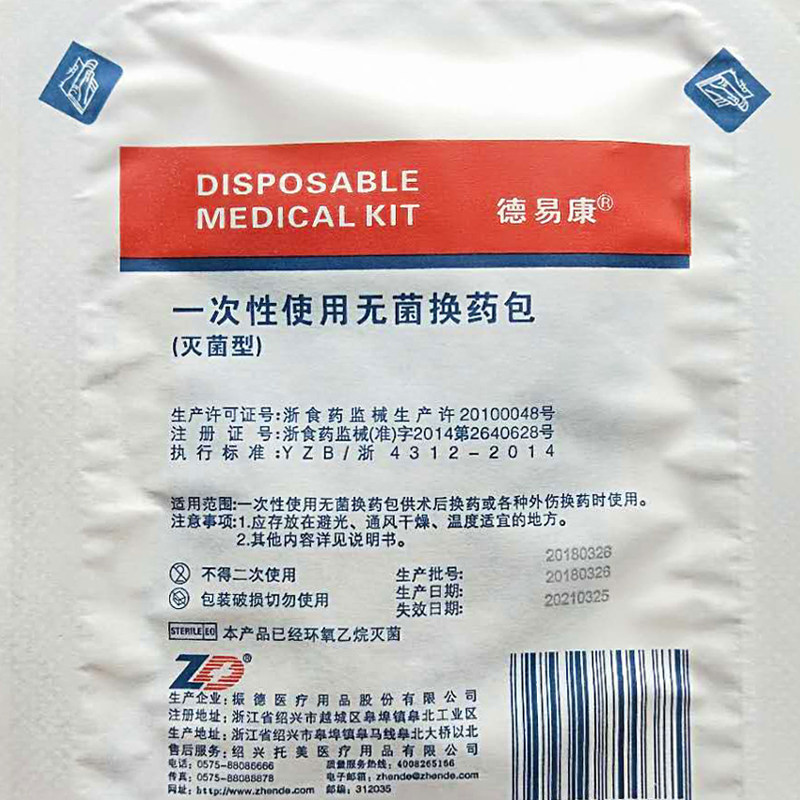 DISPOSABLE
MEDICAL KIT
德易康®
一次性使用无菌换药包
(灭菌型)
生产许可证号:浙食药监械生产许20100048号
注册证号:浙食药监械(准)字2014第2640628号
执行标准:YZB/浙 4312-2014
适用范围:一次性使用无菌换药包供术后换药或各种外伤换药时使用。
注意事项:1.应存放在避光、通风干燥、温度适宜的地方。
2.其他内容详见说明书。
不得二次使用
包装破损切勿使用
生产批号: 20180326
生产日期: 20180326
失效日期: 20210325
STERILE EO 本产品已经环氧乙烷灭菌
ZD®
生产企业:振德医疗用品股份有限公司
注册地址:浙江省绍兴市越城区皋埠镇皋北工业区
生产地址:浙江省绍兴市皋埠镇皋马线皋北大桥以北
售后服务:绍兴托美医疗用品有限公司
电话:0575-88086666 质量服务热线:4008265166
传真:0575-88088878 电子邮箱:zhende@zhende.com
网址:http://www.zhende.com 邮编:312035